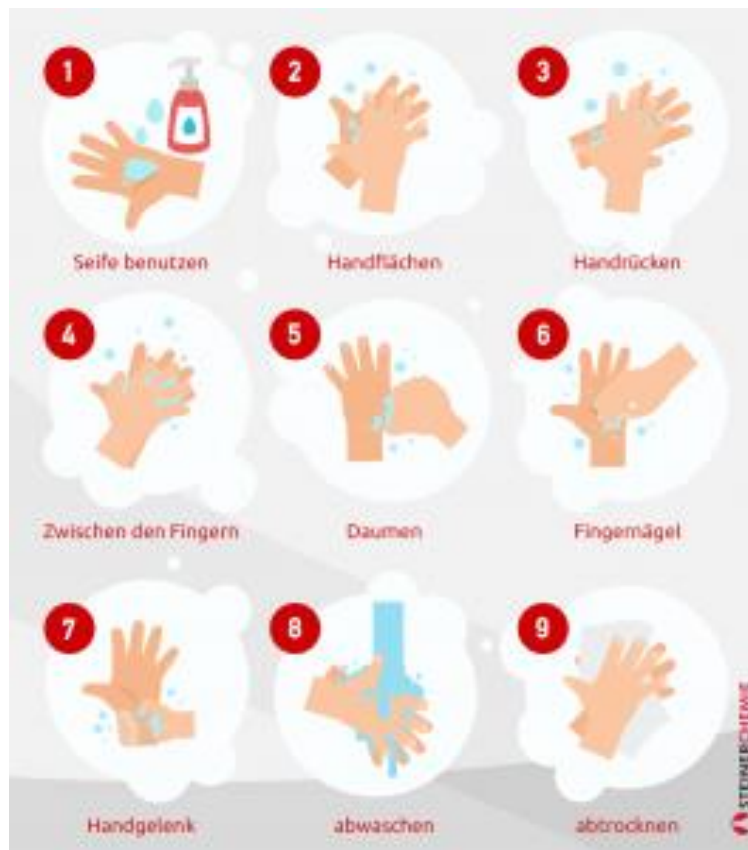 1
2
3
Seife benutzen
Handflächen
Handrücken
4
5
6
Zwischen den Fingern
Daumen
Fingernägel
7
8
9
Handgelenk
abwaschen
abtrocknen
STEINERCHEMIE